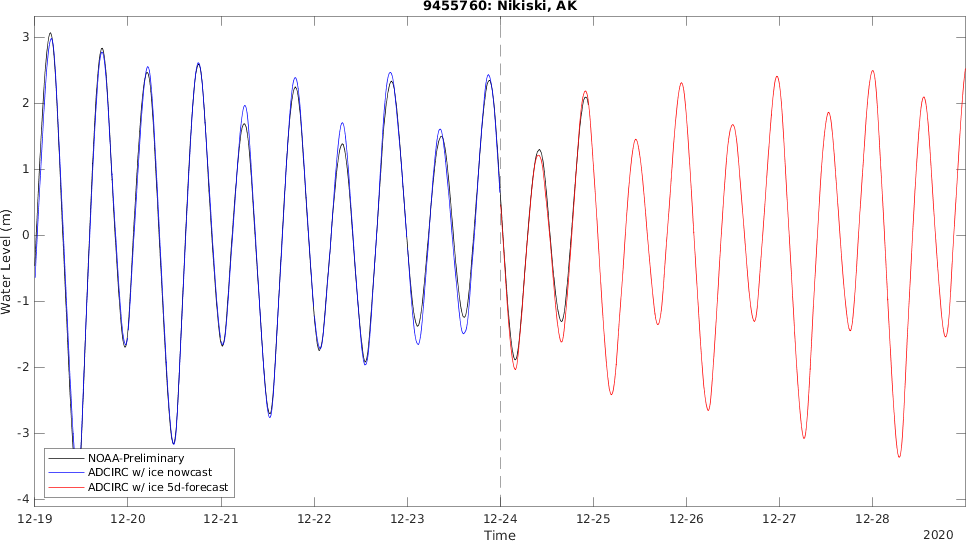 9455760: Nikiski, AK
Water Level (m)
3
2
1
0
-1
-2
-3
-4
NOAA-Preliminary
ADCIRC w/ ice nowcast
ADCIRC w/ ice 5d-forecast
12-19 12-20 12-21 12-22 12-23 12-24 12-25 12-26 12-27 12-28
Time
2020